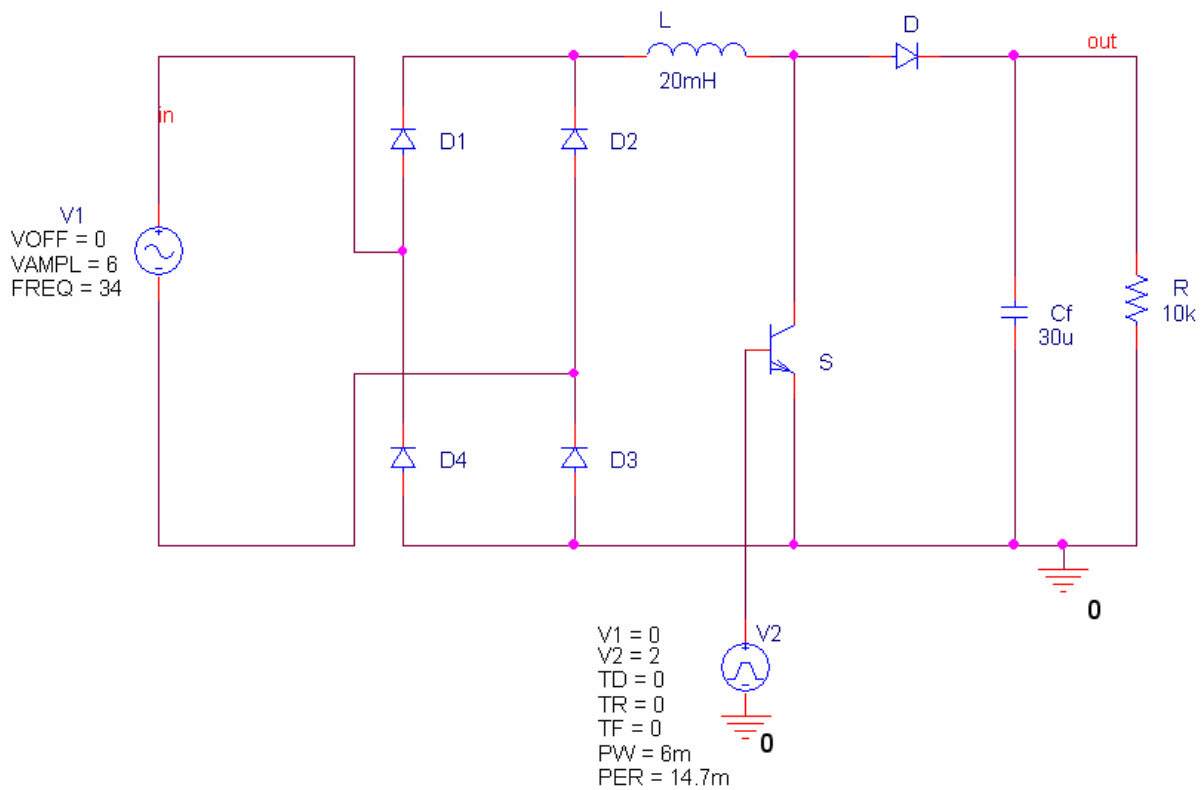 L
D
out
20mH
in
D1
D2
V1
VOFF = 0
VAMPL = 6
FREQ = 34
R
10k
Cf
30u
S
D4
D3
0
V1 = 0
V2 = 2
TD = 0
TR = 0
TF = 0
PW = 6m
PER = 14.7m
V2
0